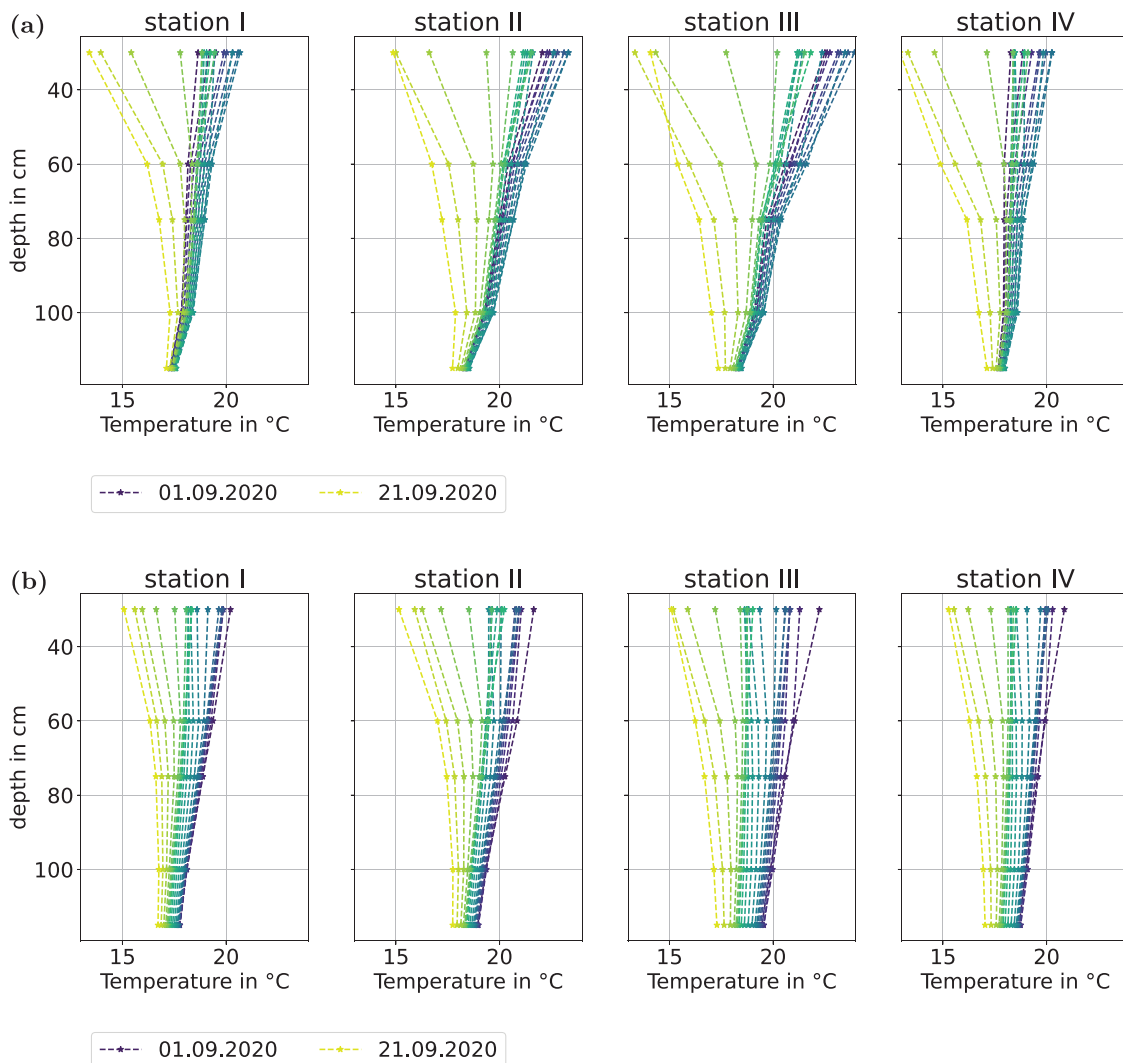 (a)
station I
station II
station III
station IV
depth in cm
40
60
80
100
15 20
15 20
15 20
15 20
Temperature in °C
Temperature in °C
Temperature in °C
Temperature in °C
01.09.2020 21.09.2020
(b)
station I
station II
station III
station IV
depth in cm
40
60
80
100
15 20
15 20
15 20
15 20
Temperature in °C
Temperature in °C
Temperature in °C
Temperature in °C
01.09.2020 21.09.2020